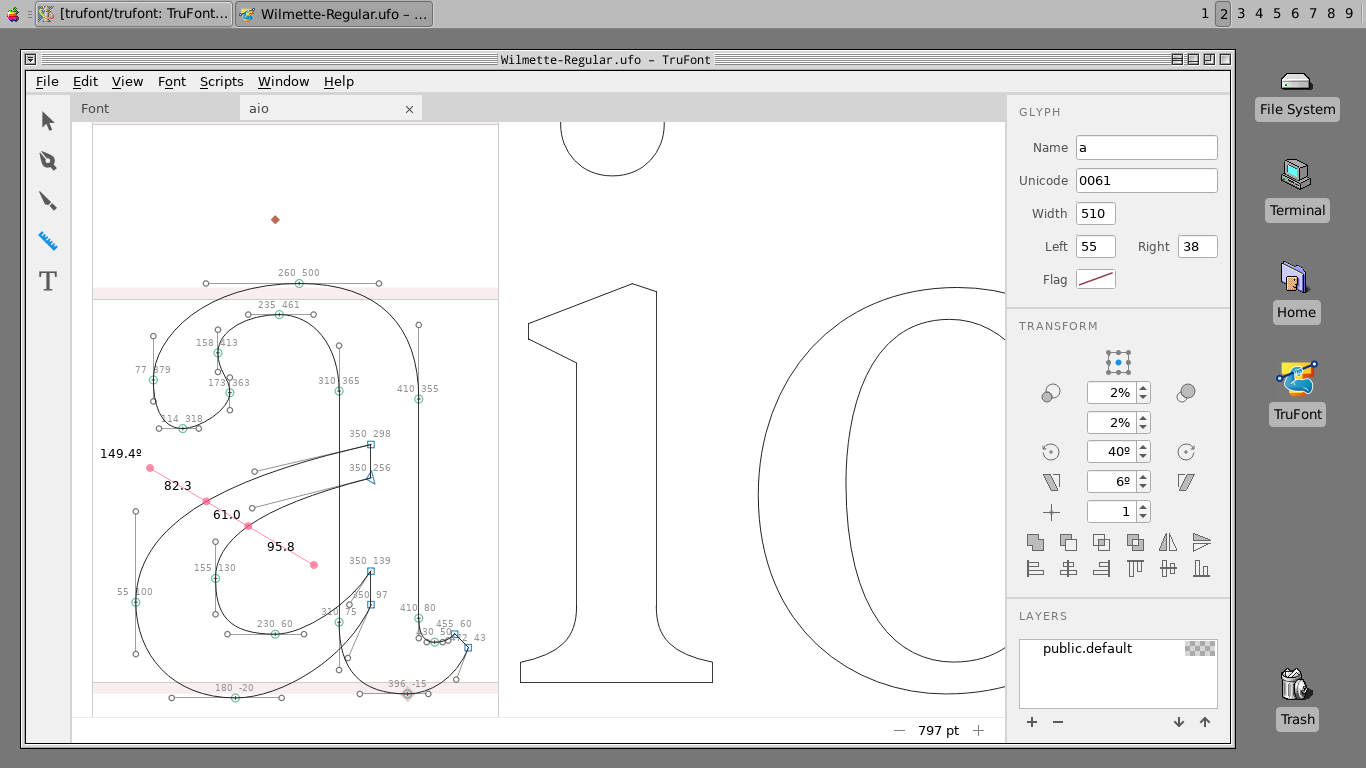 [trufont/trufont: TruFont...
Wilmette-Regular.ufo – ...
1 2 3 4 5 6 7 8 9
Wilmette-Regular.ufo – TruFont
File Edit View Font Scripts Window Help
Font
aio
260 500
235 461
158 413
77 379
173 363
310 365
410 355
114 318
350 298
350 256
149.4º
82.3
61.0
95.8
155 130
350 139
55 100
350 97
310 75
410 80
230 60
455 60
430 50
43
180 -20
396 -15
797 pt
GLYPH
Name a
Unicode 0061
Width 510
Left 55 Right 38
Flag
TRANSFORM
2%
2%
40º
6º
1
LAYERS
public.default
File System
Terminal
Home
TruFont
Trash
T